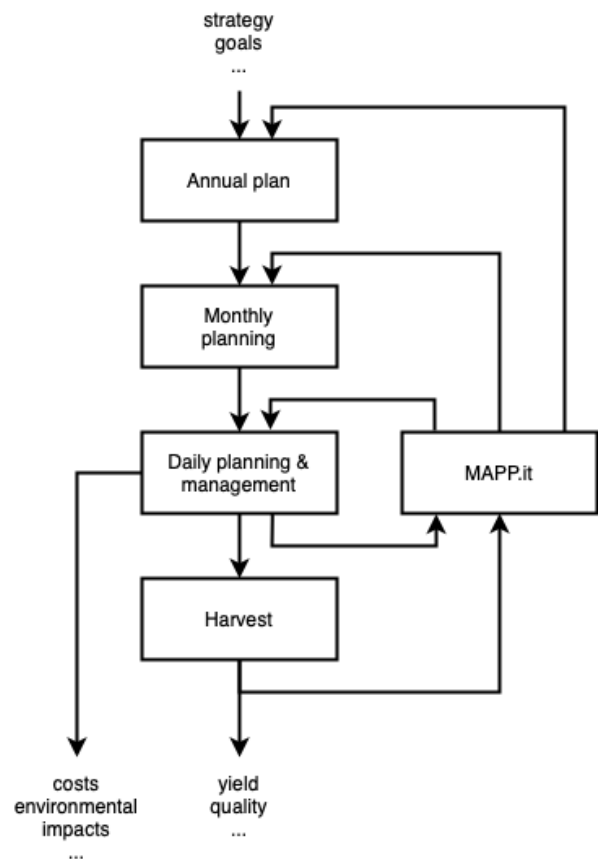 strategy
goals
...
Annual plan
Monthly
planning
Daily planning &
management
MAPP.it
Harvest
costs
environmental
impacts
...
yield
quality
...